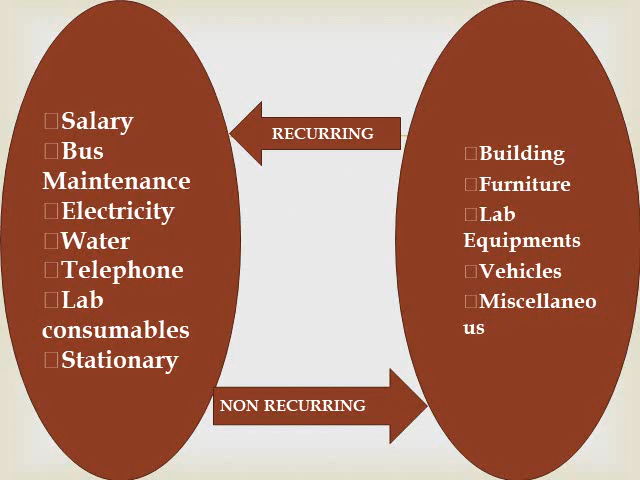 Salary
Bus
Maintenance
Electricity
Water
Telephone
Lab
consumables
Stationary
RECURRING
NON RECURRING
Building
Furniture
Lab
Equipments
Vehicles
Miscellaneo
us